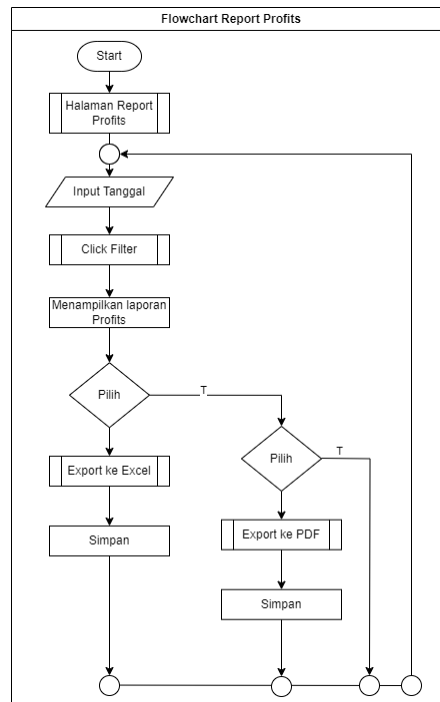 Flowchart Report Profits
Start
Halaman Report
Profits
Input Tanggal
Click Filter
Menampilkan laporan
Profits
Pilih
T
Export ke Excel
Simpan
Pilih
T
Export ke PDF
Simpan